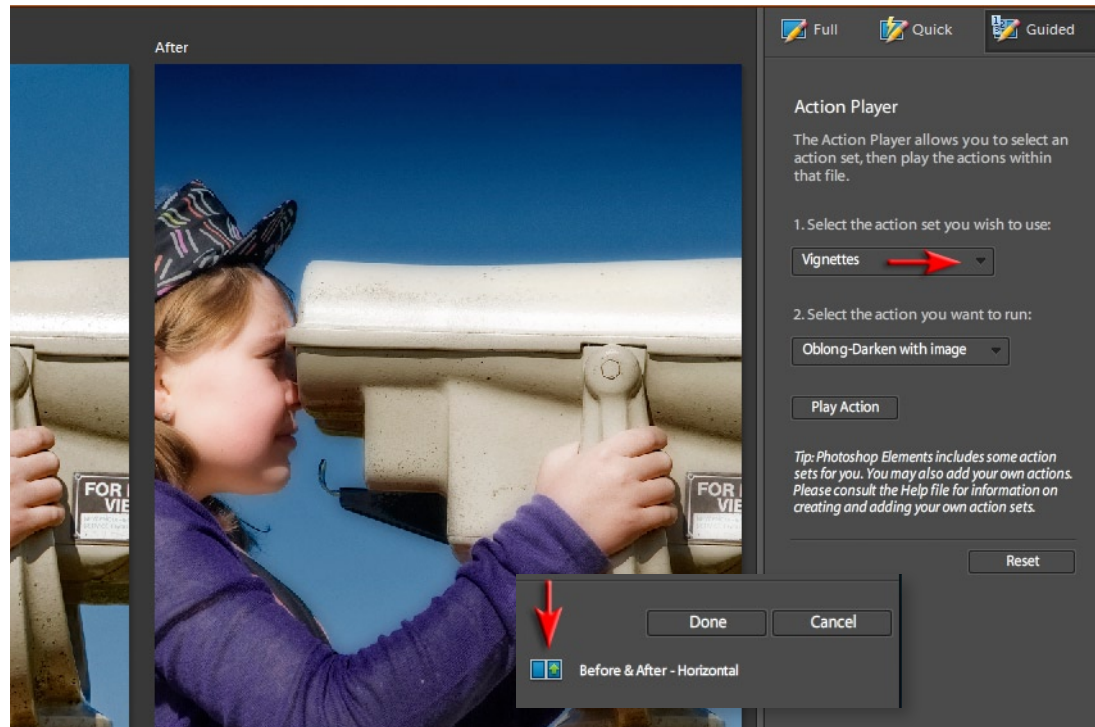 After
Full
Quick
Guided
Action Player
The Action Player allows you to select an
action set, then play the actions within
that file.
1. Select the action set you wish to use:
Vignettes
2. Select the action you want to run:
Oblong-Darken with image
Play Action
Tip: Photoshop Elements includes some action
sets for you. You may also add your own actions.
Please consult the Help file for information on
creating and adding your own action sets.
Reset
FOR
VIE
FOR
VIE
Done
Cancel
Before & After - Horizontal